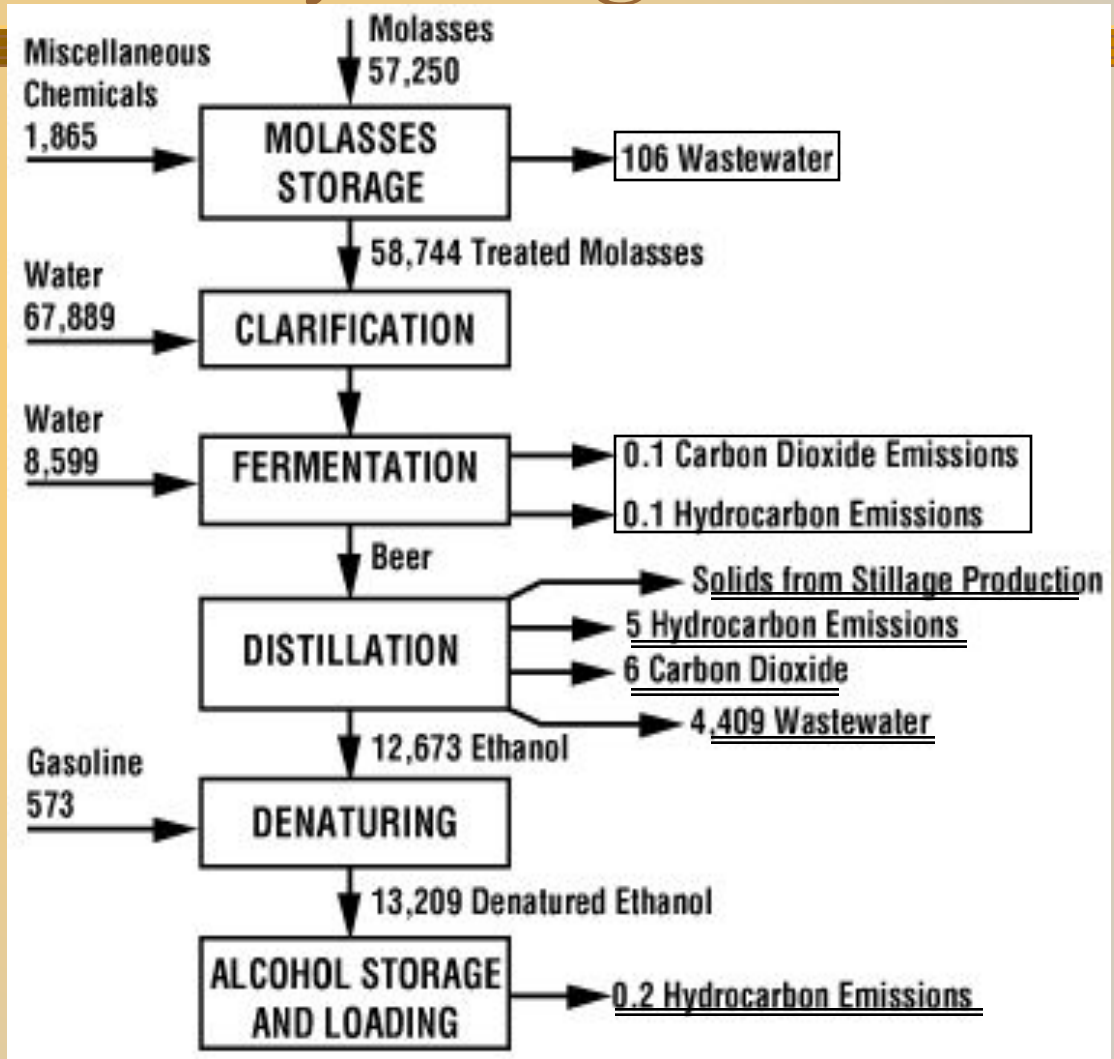 Molasses
57,250
Miscellaneous
Chemicals
1,865
MOLASSES
STORAGE
106 Wastewater
58,744 Treated Molasses
Water
67,889
CLARIFICATION
Water
8,599
FERMENTATION
0.1 Carbon Dioxide Emissions
0.1 Hydrocarbon Emissions
Beer
Solids from Stillage Production
DISTILLATION
5 Hydrocarbon Emissions
6 Carbon Dioxide
4,409 Wastewater
12,673 Ethanol
Gasoline
573
DENATURING
13,209 Denatured Ethanol
ALCOHOL STORAGE
AND LOADING
0.2 Hydrocarbon Emissions